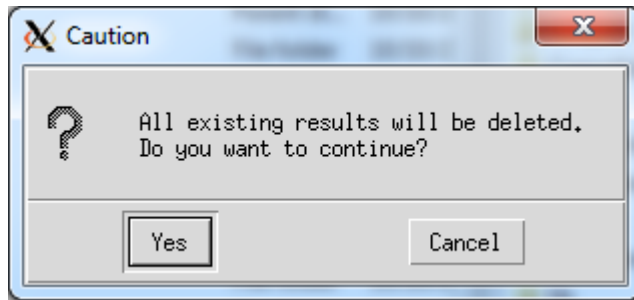 Caution
All existing results will be deleted.
Do you want to continue?
Yes
Cancel